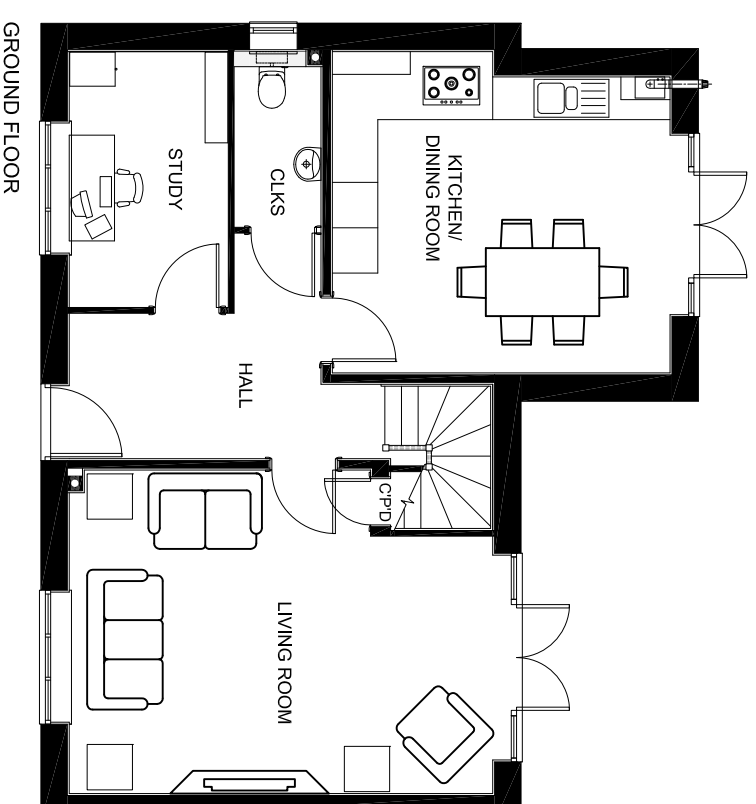 GROUND FLOOR
STUDY
CLKS
KITCHEN/
DINING ROOM
HALL
C'P'D
LIVING ROOM